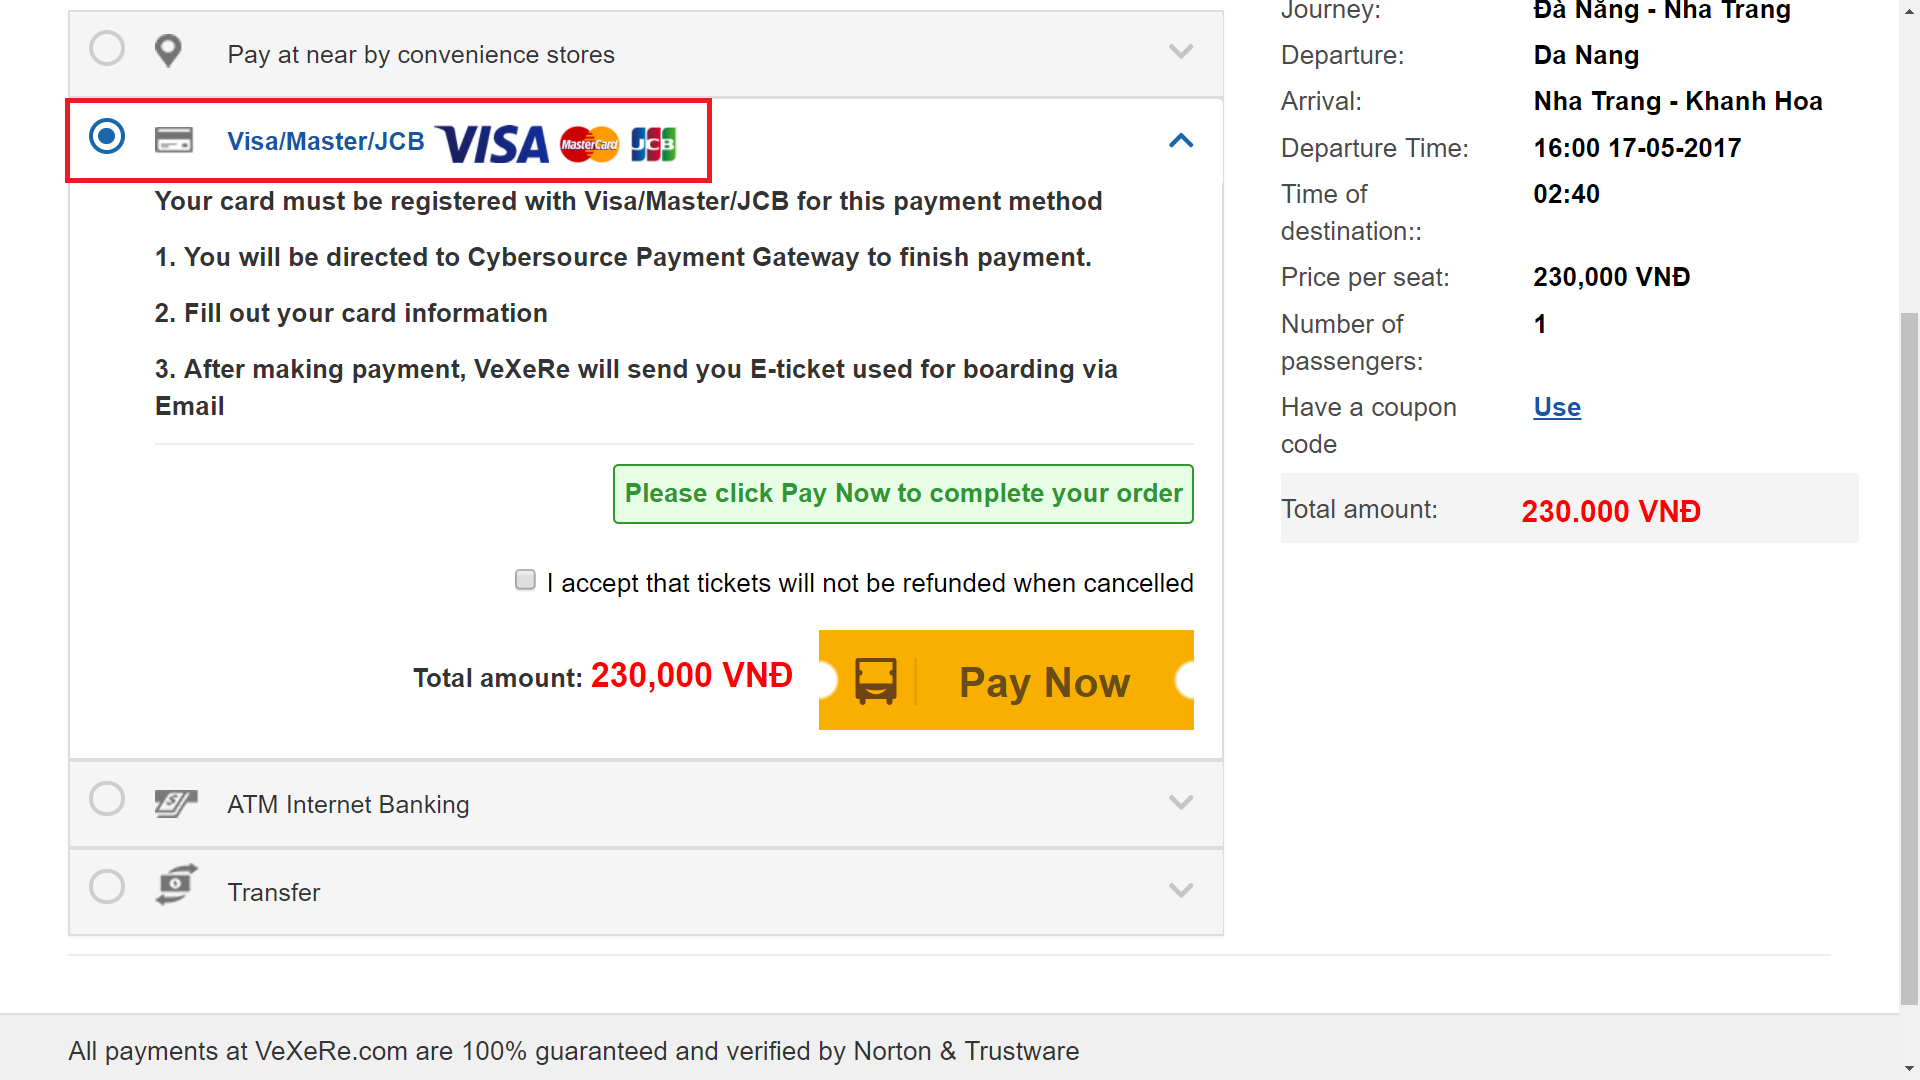 Pay at near by convenience stores
Visa/Master/JCB VISA MasterCard JCB
Your card must be registered with Visa/Master/JCB for this payment method
1. You will be directed to Cybersource Payment Gateway to finish payment.
2. Fill out your card information
3. After making payment, VeXeRe will send you E-ticket used for boarding via
Email
Please click Pay Now to complete your order
I accept that tickets will not be refunded when cancelled
Total amount: 230,000 VNĐ
Pay Now
ATM Internet Banking
Transfer
Journey: Đà Nẵng - Nha Trang
Departure: Da Nang
Arrival: Nha Trang - Khanh Hoa
Departure Time: 16:00 17-05-2017
Time of 02:40
destination::
Price per seat: 230,000 VNĐ
Number of 1
passengers:
Have a coupon Use
code
Total amount: 230.000 VNĐ
All payments at VeXeRe.com are 100% guaranteed and verified by Norton & Trustware